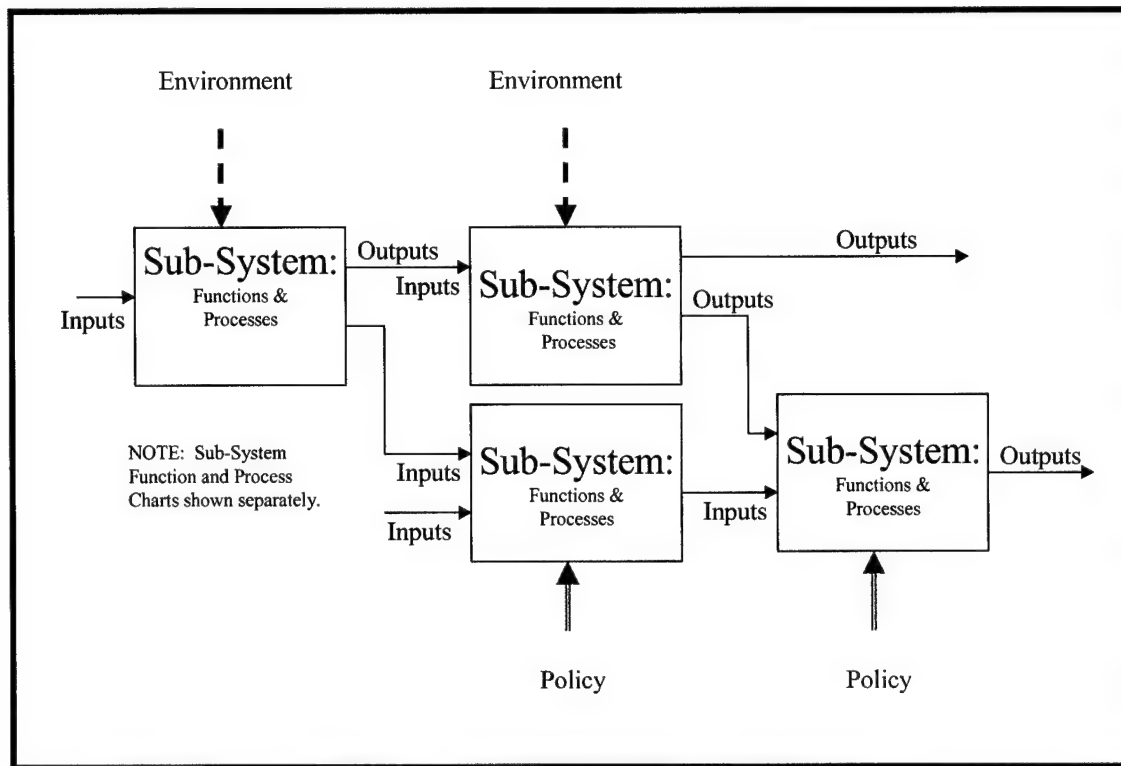 Environment
Environment
Sub-System:
Functions &
Processes
Outputs
Inputs
Inputs
Sub-System:
Functions &
Processes
Outputs
Outputs
NOTE: Sub-System
Function and Process
Charts shown separately.
Inputs
Inputs
Sub-System:
Functions &
Processes
Inputs
Sub-System:
Functions &
Processes
Outputs
Policy
Policy